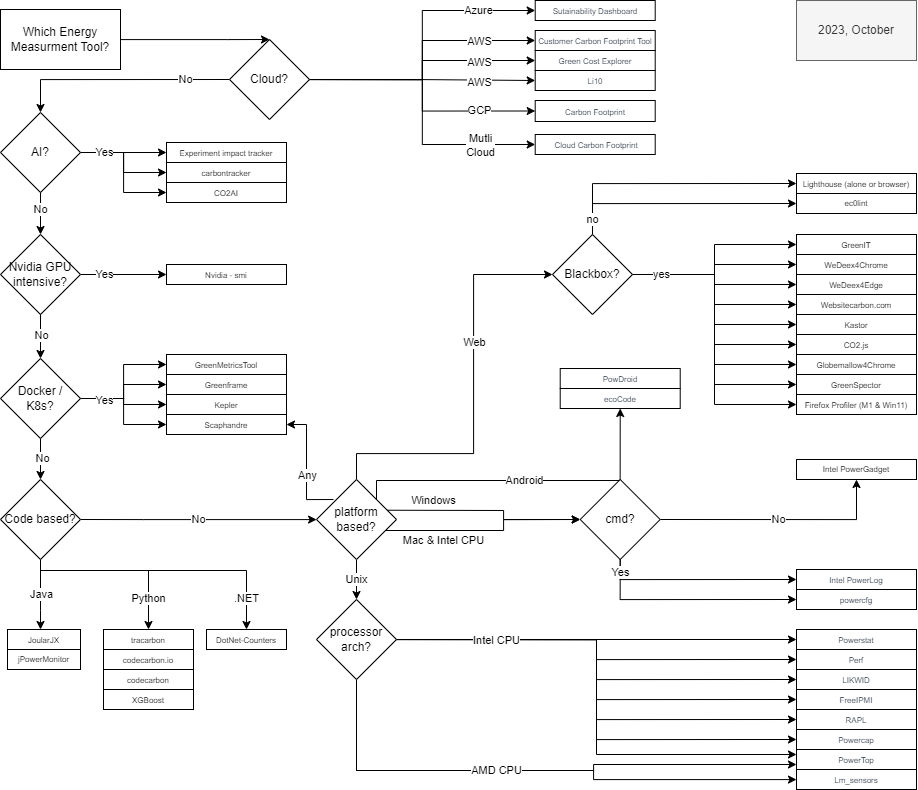 Which Energy
Measurment Tool?
Azure
Sutainability Dashboard
2023, October
AWS
Customer Carbon Footprint Tool
AWS
Green Cost Explorer
AWS
Li10
No
Cloud?
GCP
Carbon Footprint
Mutli
Cloud
Cloud Carbon Footprint
AI?
Yes
Experiment impact tracker
carbontracker
CO2AI
No
Lighthouse (alone or browser)
ec0lint
no
Nvidia GPU
intensive?
Yes
Nvidia - smi
Blackbox?
yes
GreenIT
WeDeex4Chrome
WeDeex4Edge
Websitecarbon.com
Kastor
CO2.js
Globemallow4Chrome
GreenSpector
Firefox Profiler (M1 & Win11)
No
Web
Docker /
K8s?
Yes
GreenMetricsTool
Greenframe
Kepler
Scaphandre
PowDroid
ecoCode
No
Any
Android
Intel PowerGadget
Code based?
No
platform
based?
Windows
Mac & Intel CPU
cmd?
No
Yes
Intel PowerLog
powercfg
Unix
Java
Python
.NET
JoularJX
jPowerMonitor
tracarbon
codecarbon.io
codecarbon
XGBoost
DotNet-Counters
processor
arch?
Intel CPU
Powerstat
Perf
LIKWID
FreeIPMI
RAPL
Powercap
PowerTop
AMD CPU
Lm_sensors